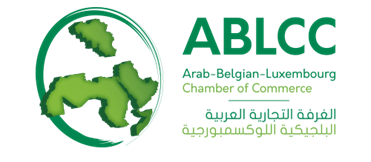 ABLCC
Arab-Belgian-Luxembourg
Chamber of Commerce
الغرفة التجارية العربية
البلجيكية اللوكسمبورجية